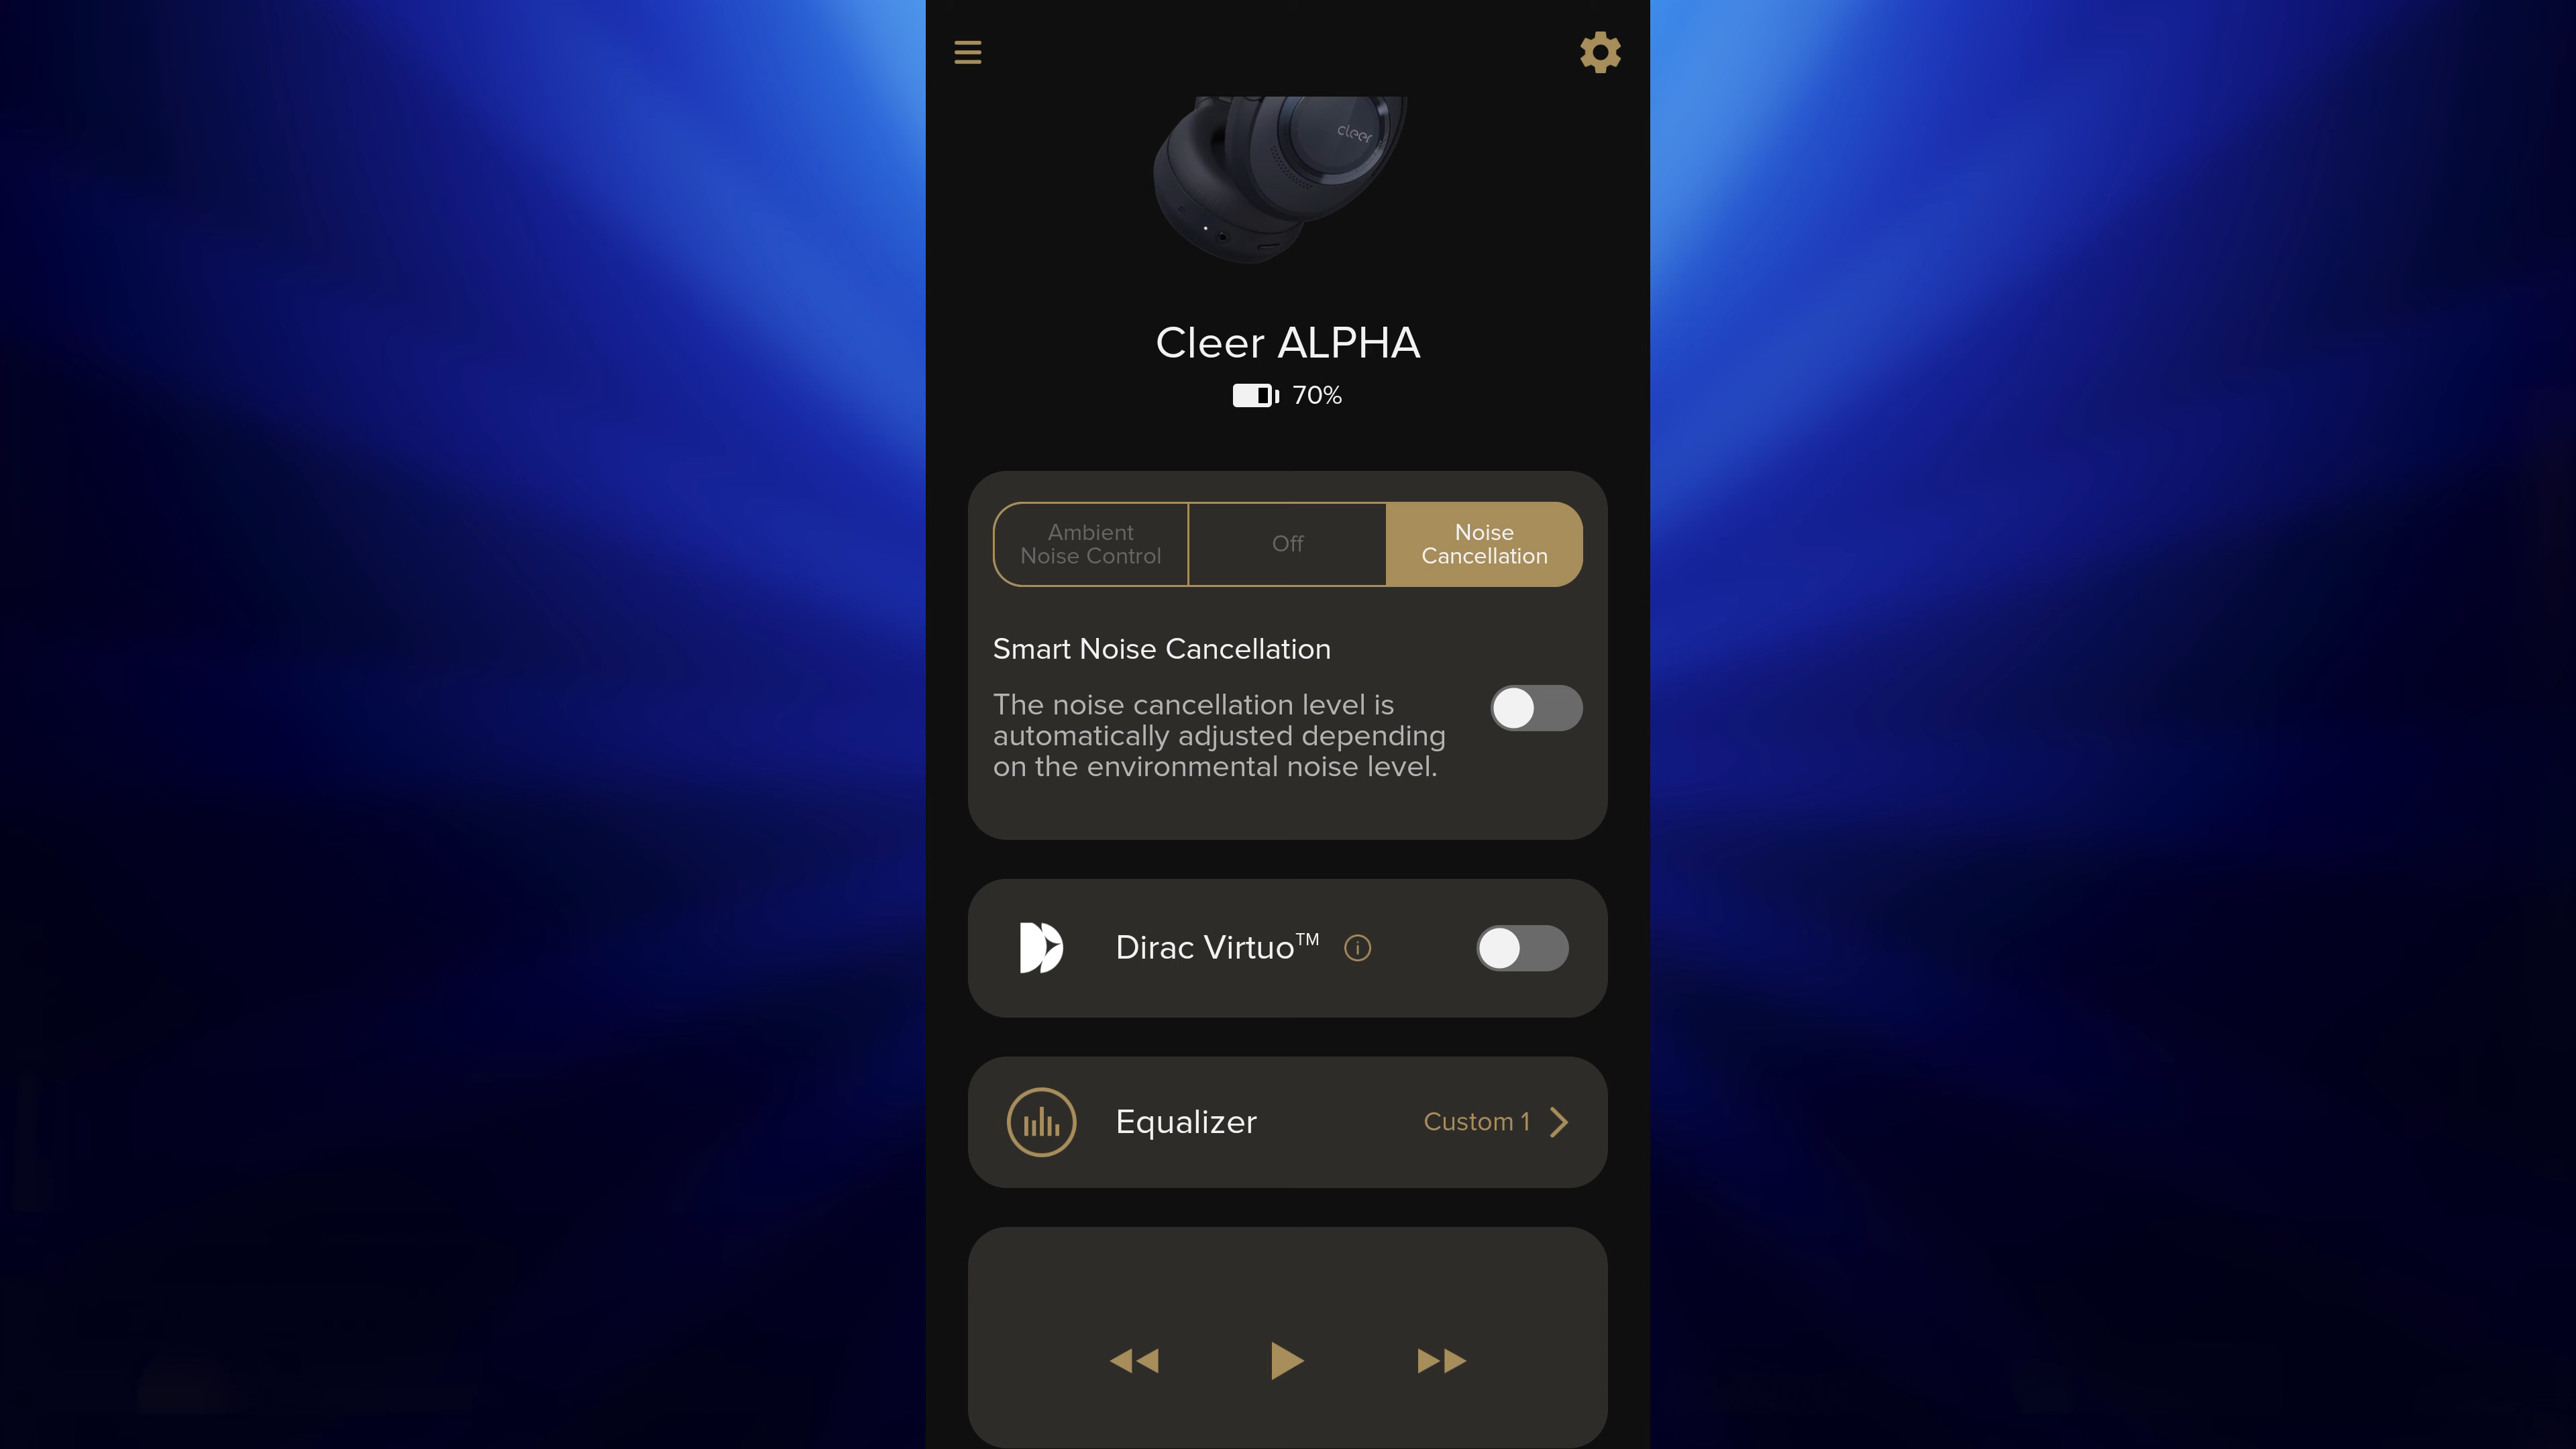 cleer
Cleer ALPHA
70%
Ambient
Noise Control
Off
Noise
Cancellation
Smart Noise Cancellation
The noise cancellation level is
automatically adjusted depending
on the environmental noise level.
Dirac Virtuo™
Equalizer
Custom 1